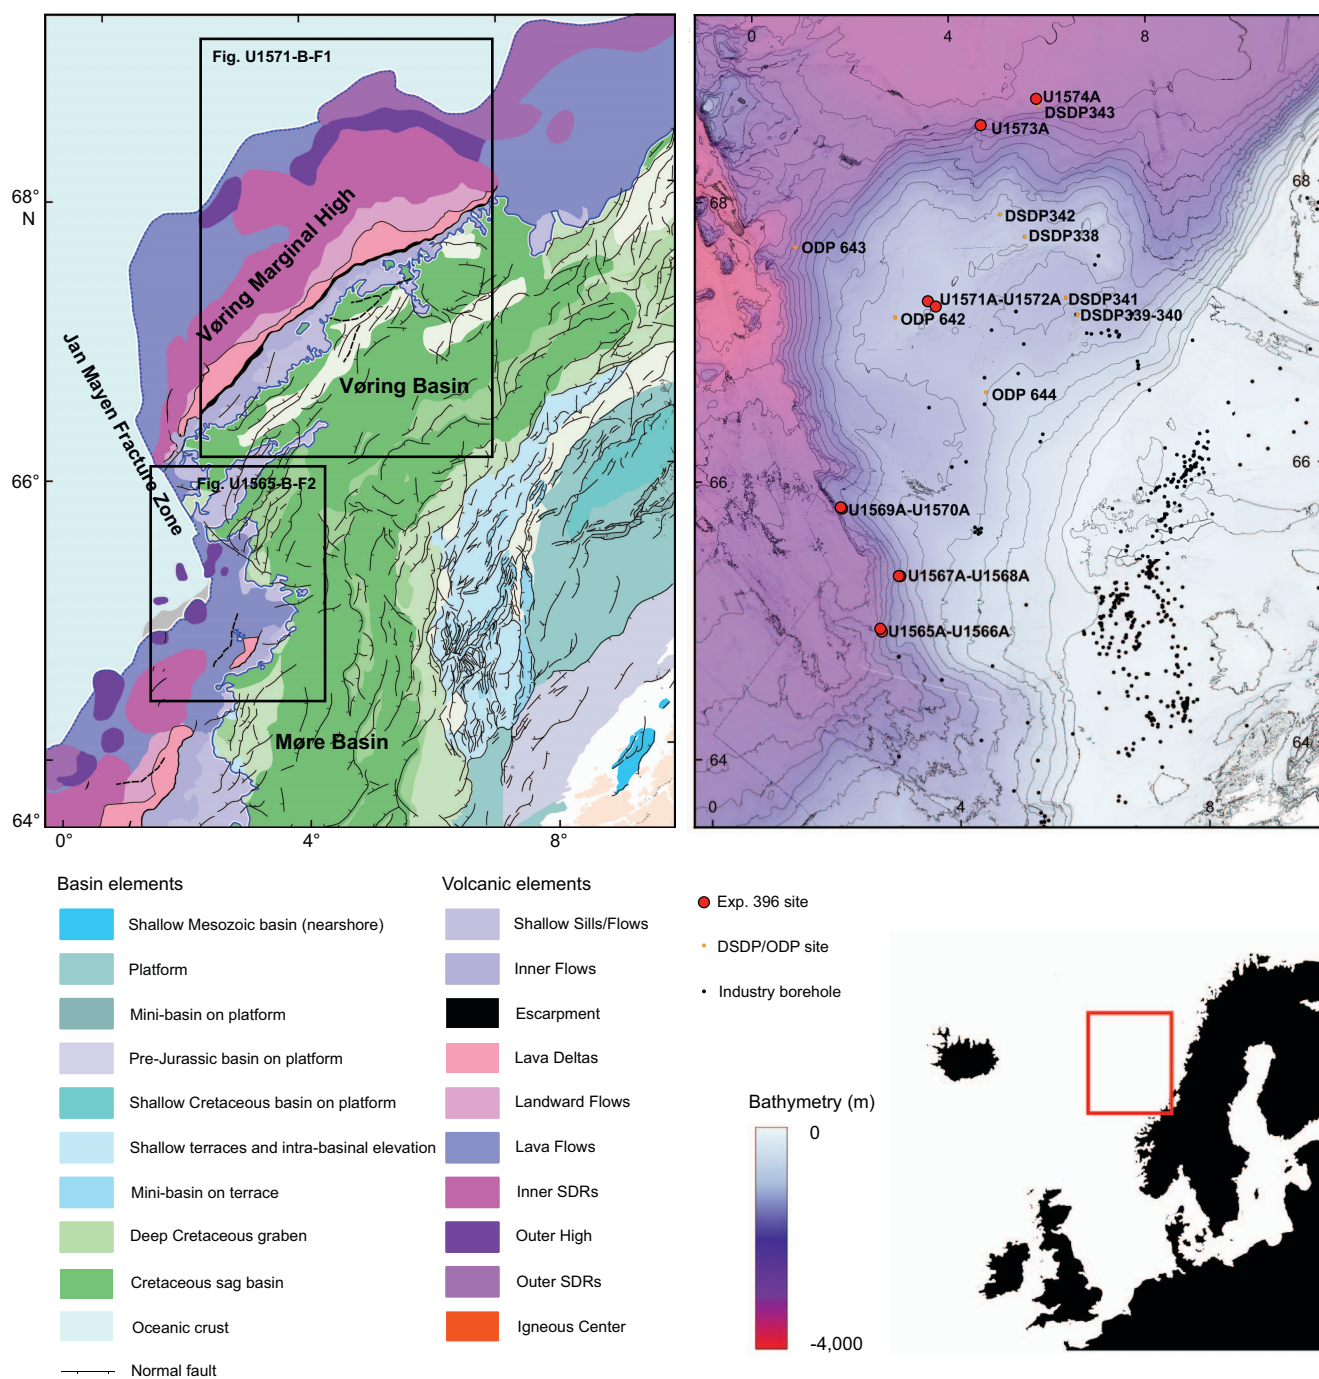 Fig. U1571-B-F1
68°
N
66°
64°
0°
4°
8°
Vøring Marginal High
Jan Mayen Fracture Zone
Vøring Basin
Fig. U1565-B-F2
Møre Basin
0
4
8
U1574A
DSDP343
U1573A
68
68
DSDP342
DSDP338
ODP 643
U1571A-U1572A
DSDP341
DSDP339-340
ODP 642
ODP 644
66
66
U1569A-U1570A
U1567A-U1568A
U1565A-U1566A
64
64
0
4
8
Basin elements
Shallow Mesozoic basin (nearshore)
Platform
Mini-basin on platform
Pre-Jurassic basin on platform
Shallow Cretaceous basin on platform
Shallow terraces and intra-basinal elevation
Mini-basin on terrace
Deep Cretaceous graben
Cretaceous sag basin
Oceanic crust
Normal fault
Volcanic elements
Shallow Sills/Flows
Inner Flows
Escarpment
Lava Deltas
Landward Flows
Lava Flows
Inner SDRs
Outer High
Outer SDRs
Igneous Center
Exp. 396 site
DSDP/ODP site
Industry borehole
Bathymetry (m)
0
-4,000